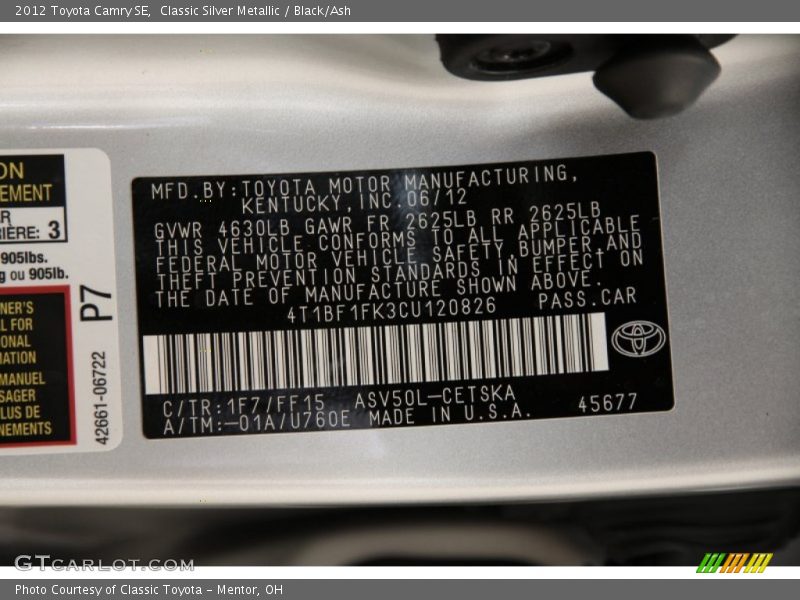 2012 Toyota Camry SE,  Classic Silver Metallic / Black/Ash
ON
EMENT
R
IÈRE: 3
905lbs.
g ou 905lb.
NER'S
L FOR
IONAL
MATION
MANUEL
SAGER
LUS DE
NEMENTS
P7
42661-06722
MFD.BY:TOYOTA MOTOR MANUFACTURING,
KENTUCKY,INC.06/12
GVWR 4630LB GAWR FR 2625LB RR 2625LB
THIS VEHICLE CONFORMS TO ALL APPLICABLE
FEDERAL MOTOR VEHICLE SAFETY,BUMPER,AND
THEFT PREVENTION STANDARDS IN EFFECT ON
THE DATE OF MANUFACTURE SHOWN ABOVE.
4T1BF1FK3CU120826 PASS.CAR
C/TR:1F7/FF15 ASV50L-CETSKA
A/TM:-01A/U760E MADE IN U.S.A. 45677
GTCARLOT.COM
Photo Courtesy of Classic Toyota - Mentor, OH